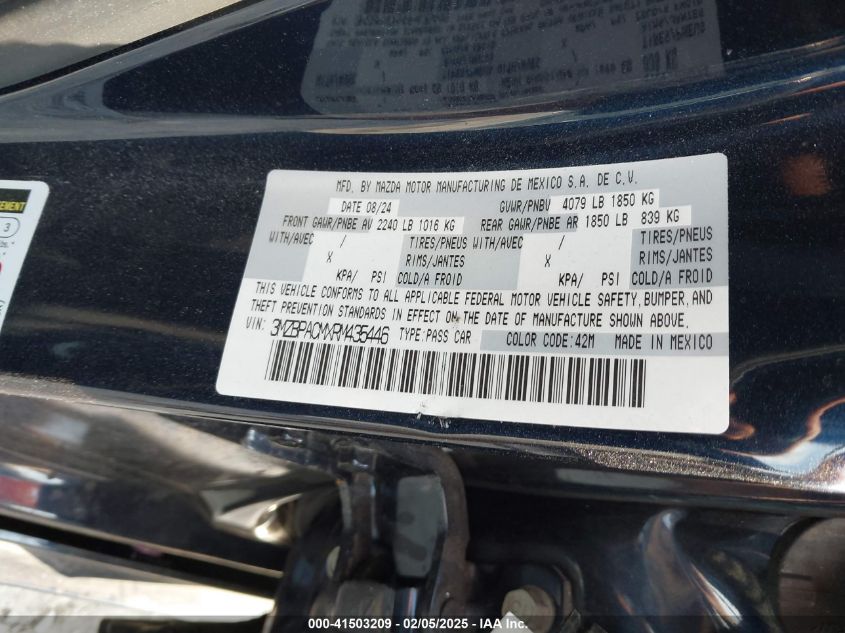 MFD. BY MAZDA MOTOR MANUFACTURING DE MEXICO S.A. DE C.V.
DATE 08/24 GVWR/PNBV 4079 LB 1850 KG
FRONT GAWR/PNBE AV 2240 LB 1016 KG REAR GAWR/PNBE AR 1850 LB 839 KG
WITH/AVEC / TIRES/PNEUS WITH/AVEC / TIRES/PNEUS
X RIMS/JANTES X RIMS/JANTES
KPA/ PSI COLD/A FROID KPA/ PSI COLD/A FROID
THIS VEHICLE CONFORMS TO ALL APPLICABLE FEDERAL MOTOR VEHICLE SAFETY, BUMPER, AND
THEFT PREVENTION STANDARDS IN EFFECT ON THE DATE OF MANUFACTURE SHOWN ABOVE.
VIN: 3MZBPACMXRM435446 TYPE:PASS CAR COLOR CODE:42M MADE IN MEXICO
3
000-41503209 - 02/05/2025 - IAA Inc.